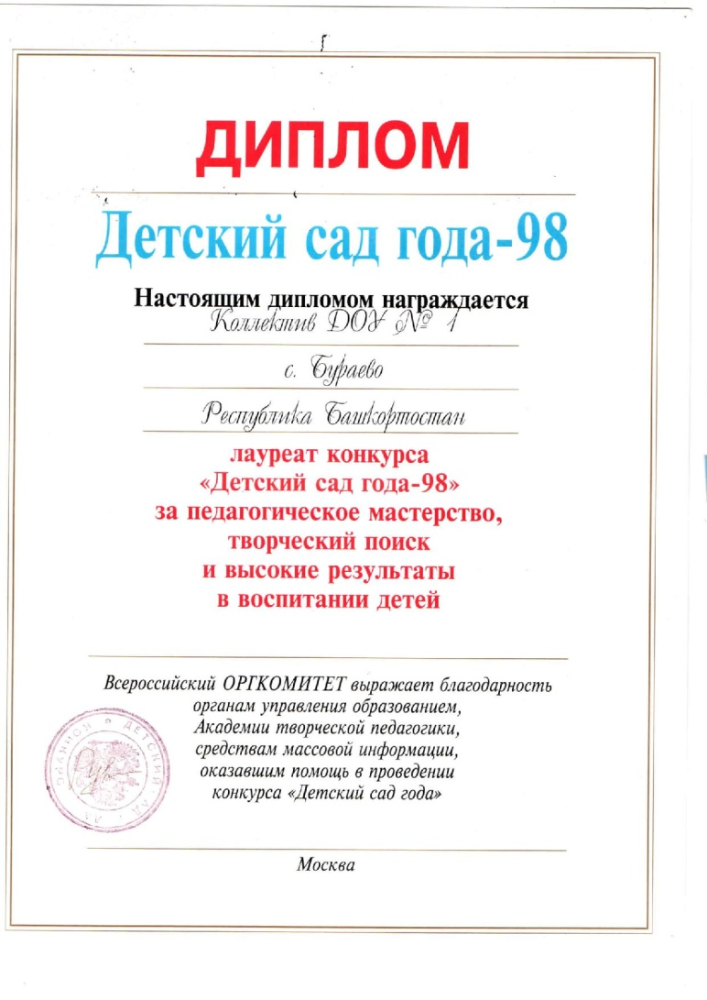 ДИПЛОМ
Детский сад года-98
Настоящим дипломом награждается
Коллектив ДОУ № 1
с. Бураево
Республика Башкортостан
лауреат конкурса
«Детский сад года-98»
за педагогическое мастерство,
творческий поиск
и высокие результаты
в воспитании детей
Всероссийский ОРГКОМИТЕТ выражает благодарность
органам управления образованием,
Академии творческой педагогики,
средствам массовой информации,
оказавшим помощь в проведении
конкурса «Детский сад года»
ДЕТСКИЙ
Москва